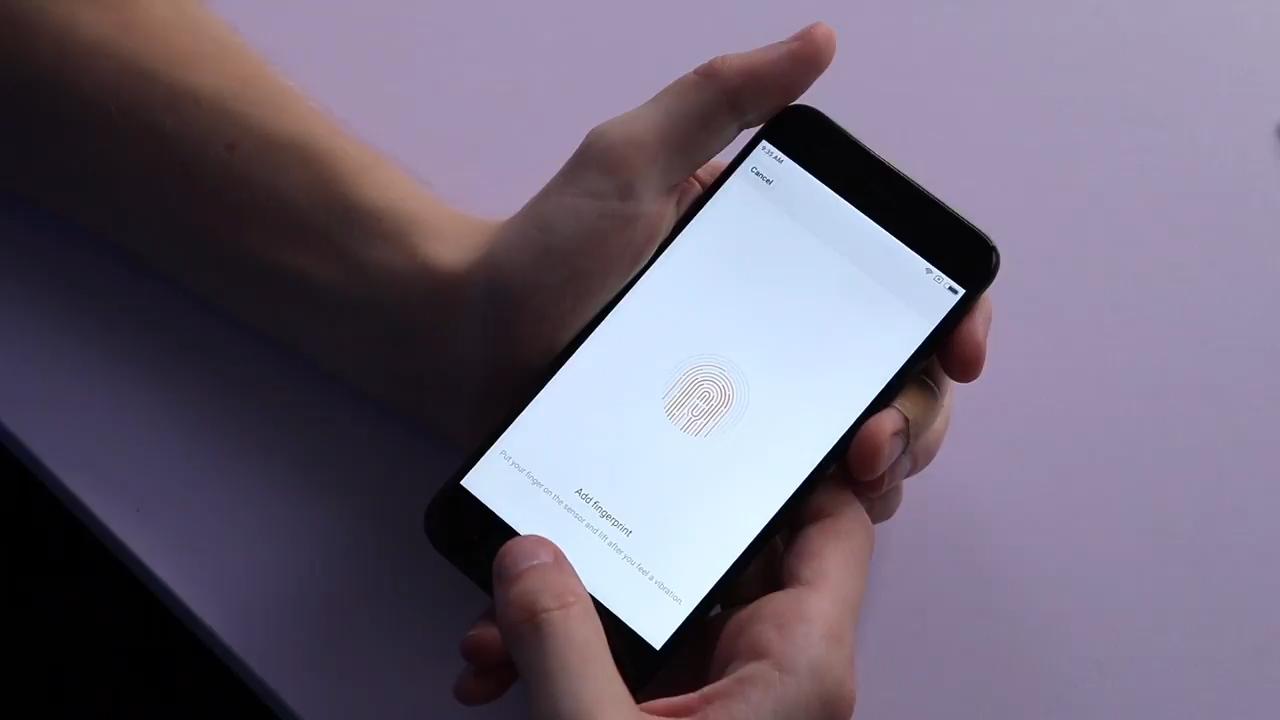 9:35 AM
Cancel
Add fingerprint
Put your finger on the sensor and lift after you feel a vibration.